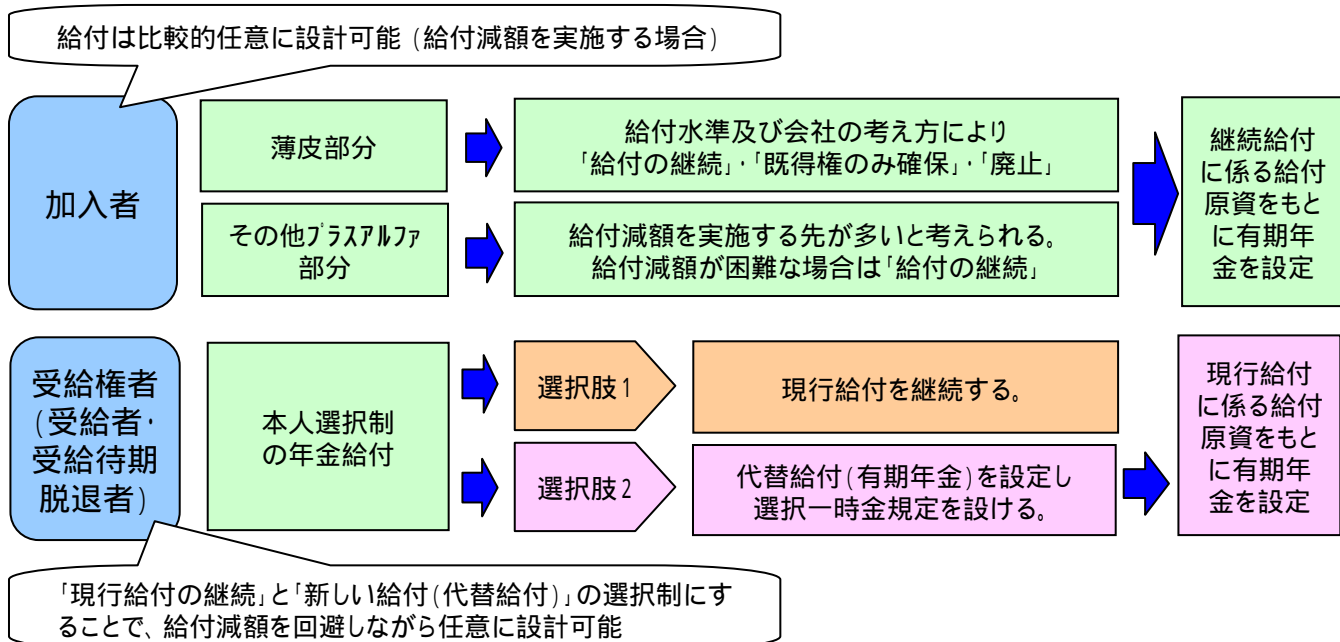 給付は比較的任意に設計可能（給付減額を実施する場合）
加入者
薄皮部分
給付水準及び会社の考え方により
「給付の継続」・「既得権のみ確保」・「廃止」
その他ﾌﾟﾗｽｱﾙﾌｧ
部分
給付減額を実施する先が多いと考えられる。
給付減額が困難な場合は「給付の継続」
継続給付
に係る給付
原資をもと
に有期年
金を設定
受給権者
（受給者・
受給待期
脱退者）
本人選択制
の年金給付
選択肢1
現行給付を継続する。
選択肢2
代替給付（有期年金）を設定し
選択一時金規定を設ける。
現行給付
に係る給付
原資をもと
に有期年
金を設定
「現行給付の継続」と「新しい給付（代替給付）」の選択制にす
ることで、給付減額を回避しながら任意に設計可能